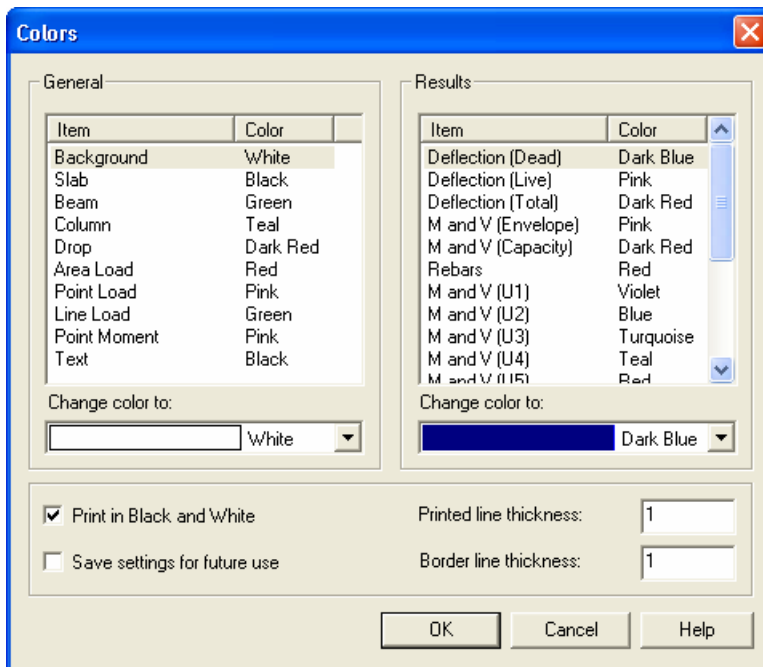 Colors
General
Item Color
Background White
Slab Black
Beam Green
Column Teal
Drop Dark Red
Area Load Red
Point Load Pink
Line Load Green
Point Moment Pink
Text Black
Change color to:
White
Results
Item Color
Deflection (Dead) Dark Blue
Deflection (Live) Pink
Deflection (Total) Dark Red
M and V (Envelope) Pink
M and V (Capacity) Dark Red
Rebars Red
M and V (U1) Violet
M and V (U2) Blue
M and V (U3) Turquoise
M and V (U4) Teal
M and V (U5) Red
Change color to:
Dark Blue
Print in Black and White
Save settings for future use
Printed line thickness: 1
Border line thickness: 1
OK Cancel Help